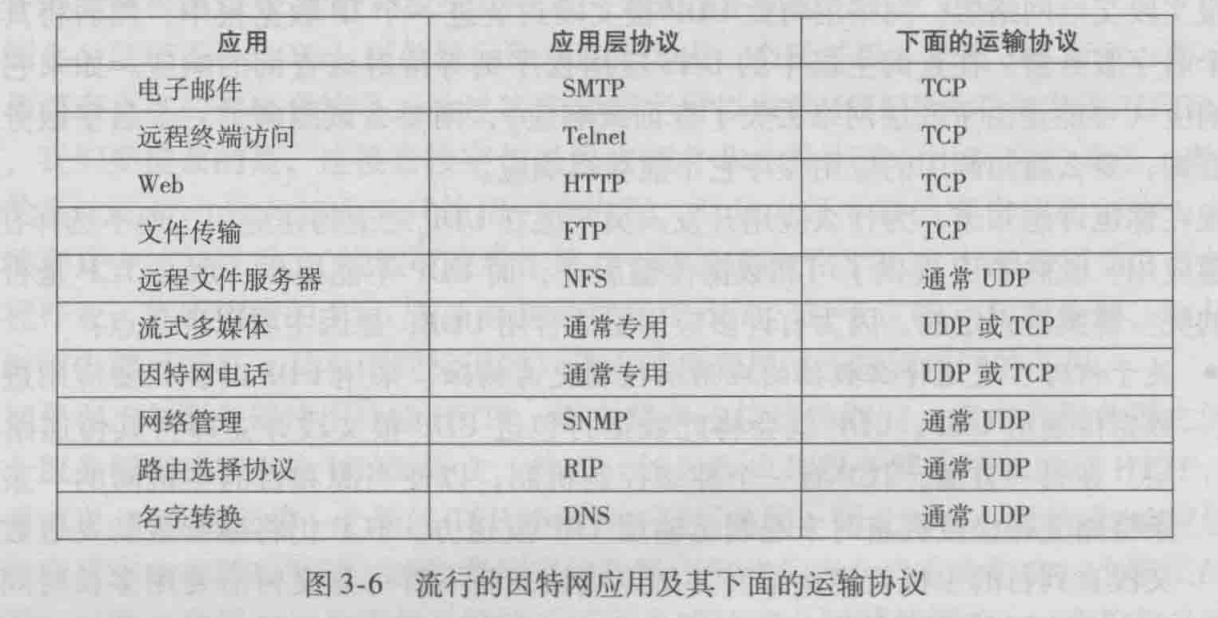 应用 应用层协议 下面的运输协议
电子邮件 SMTP TCP
远程终端访问 Telnet TCP
Web HTTP TCP
文件传输 FTP TCP
远程文件服务器 NFS 通常 UDP
流式多媒体 通常专用 UDP 或 TCP
因特网电话 通常专用 UDP 或 TCP
网络管理 SNMP 通常 UDP
路由选择协议 RIP 通常 UDP
名字转换 DNS 通常 UDP
图 3-6 流行的因特网应用及其下面的运输协议